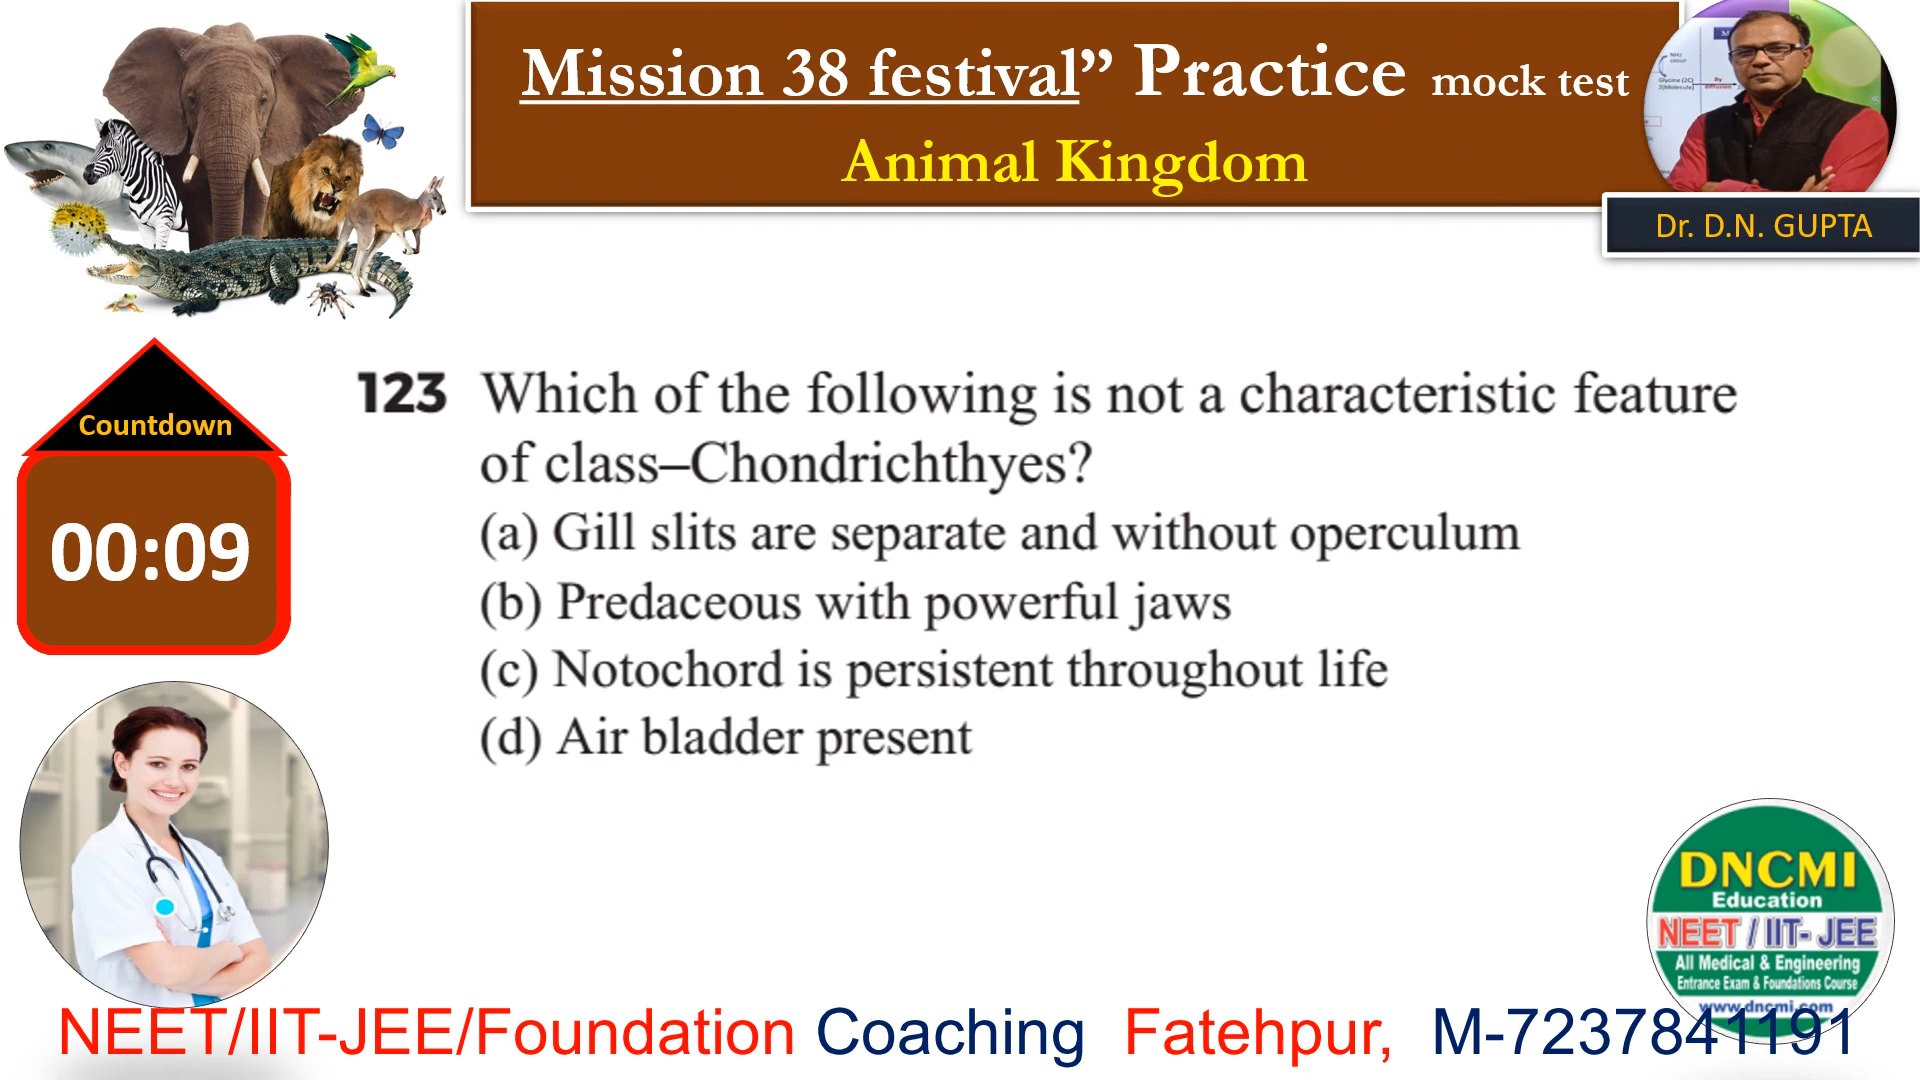 Mission 38 festival” Practice mock test
Animal Kingdom
Dr. D.N. GUPTA
Countdown
00:09
123 Which of the following is not a characteristic feature
of class–Chondrichthyes?
(a) Gill slits are separate and without operculum
(b) Predaceous with powerful jaws
(c) Notochord is persistent throughout life
(d) Air bladder present
DNCMI
Education
NEET / IIT- JEE
All Medical & Engineering
Entrance Exam & Foundations Course
www.dncmi.com
NEET/IIT-JEE/Foundation Coaching Fatehpur, M-7237841191